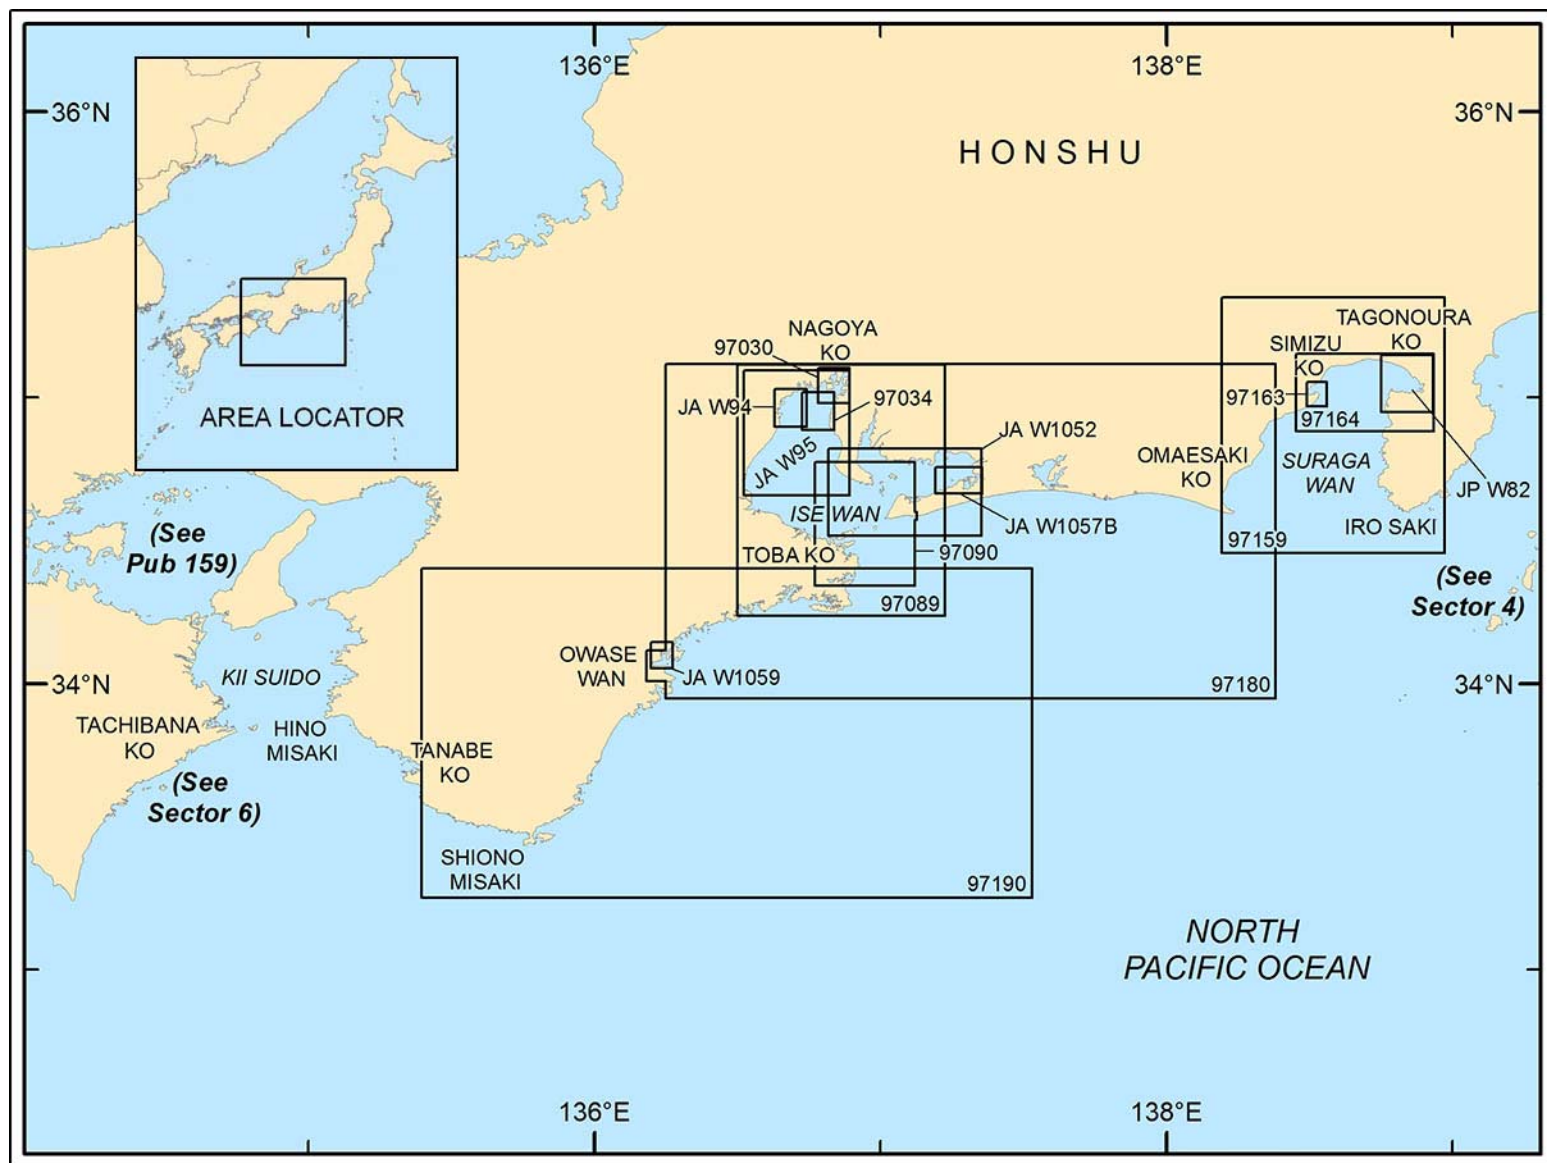 136°E
138°E
36°N
36°N
HONSHU
AREA LOCATOR
NAGOYA
KO
97030
JA W94
97034
JA W95
JA W1052
ISE WAN
JA W1057B
TOBA KO
97090
97089
TAGONOURA
KO
SIMIZU
KO
97163
97164
OMAESAKI
KO
SURAGA
WAN
JP W82
IRO SAKI
97159
(See
Pub 159)
(See
Sector 4)
OWASE
WAN
JA W1059
KII SUIDO
34°N
97180
34°N
TACHIBANA
KO
HINO
MISAKI
TANABE
KO
(See
Sector 6)
SHIONO
MISAKI
97190
NORTH
PACIFIC OCEAN
136°E
138°E